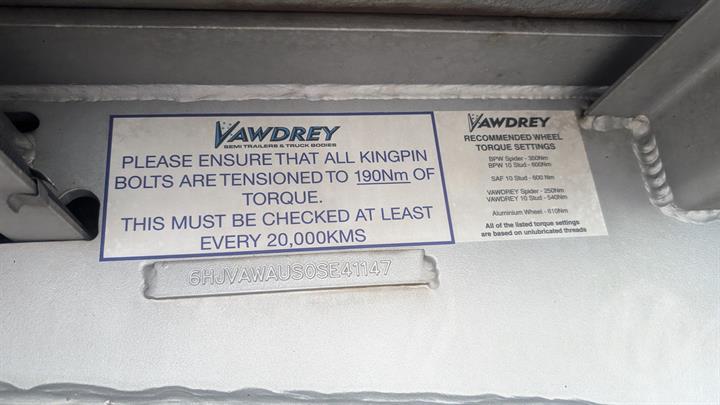 VAWDREY
SEMI TRAILERS & TRUCK BODIES
PLEASE ENSURE THAT ALL KINGPIN
BOLTS ARE TENSIONED TO 190Nm OF
TORQUE.
THIS MUST BE CHECKED AT LEAST
EVERY 20,000KMS
VAWDREY
RECOMMENDED WHEEL
TORQUE SETTINGS
BPW Spider - 350Nm
BPW 10 Stud - 600Nm
SAF 10 Stud - 600 Nm
VAWDREY Spider - 250Nm
VAWDREY 10 Stud - 540Nm
Aluminium Wheel - 610Nm
All of the listed torque settings
are based on unlubricated threads
6HJVAWAUSOSE41147